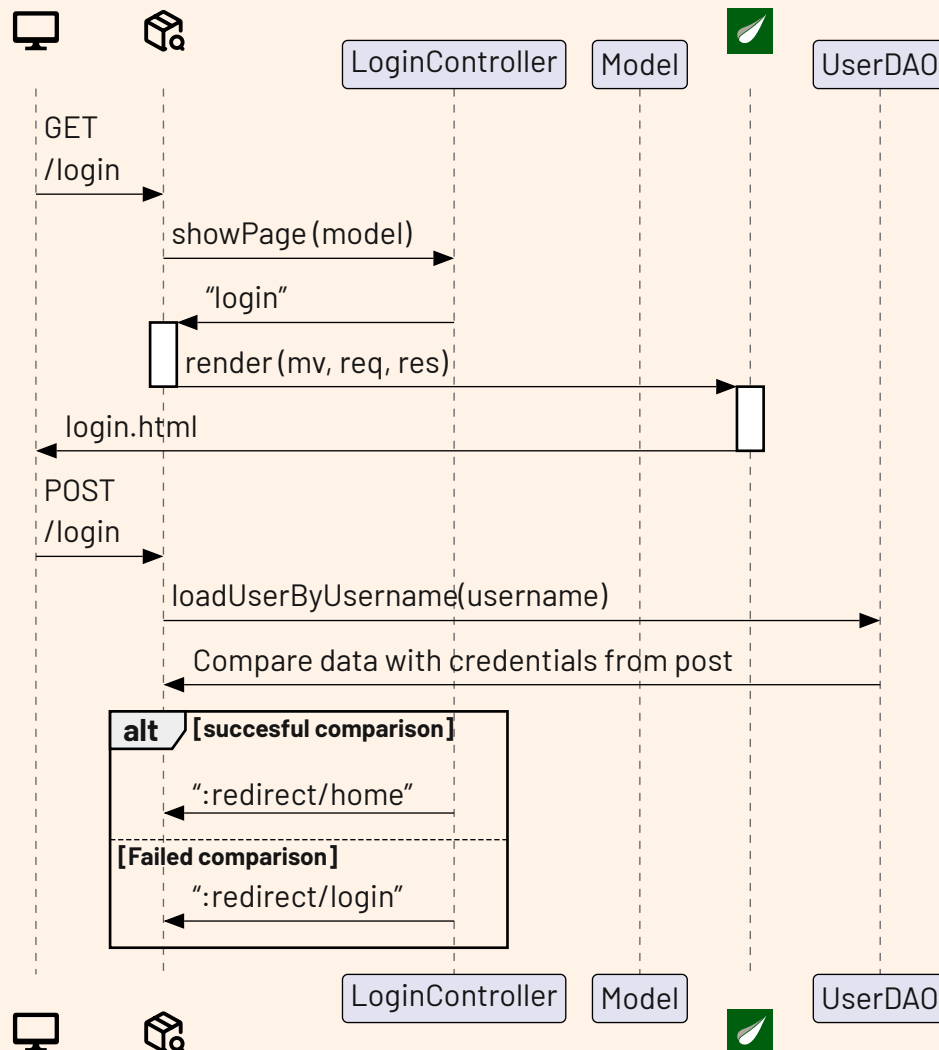 LoginController
Model
UserDAO
GET
/login
showPage (model)
“login”
render (mv, req, res)
login.html
POST
/login
loadUserByUsername(username)
Compare data with credentials from post
alt [succesful comparison]
“:redirect/home”
[Failed comparison]
“:redirect/login”
LoginController
Model
UserDAO